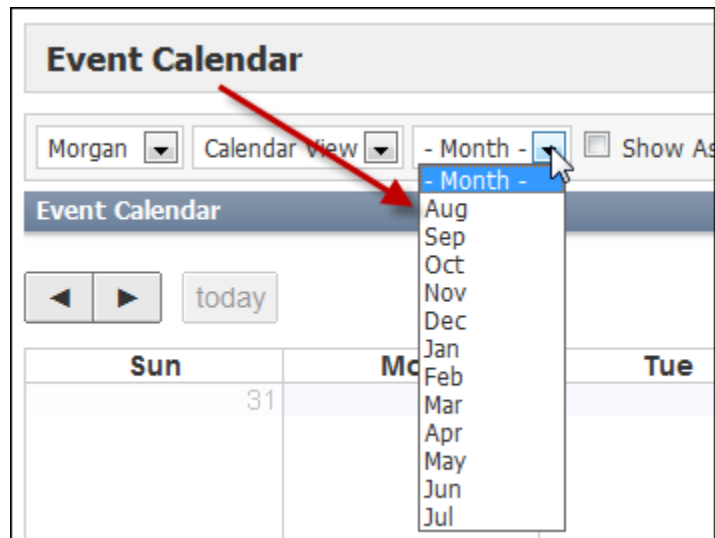 Event Calendar
Morgan Calendar View - Month - Show As
- Month -
Aug
Sep
Oct
Nov
Dec
Jan
Feb
Mar
Apr
May
Jun
Jul
Event Calendar
today
Sun Mo Tue
31